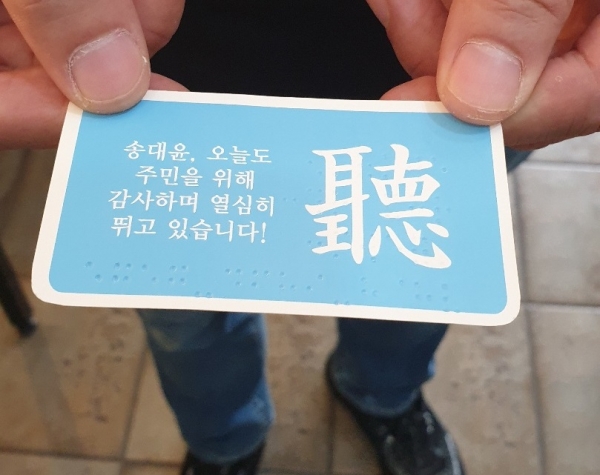 송대윤, 오늘도
주민을 위해
감사하며 열심히
뛰고 있습니다!
聽